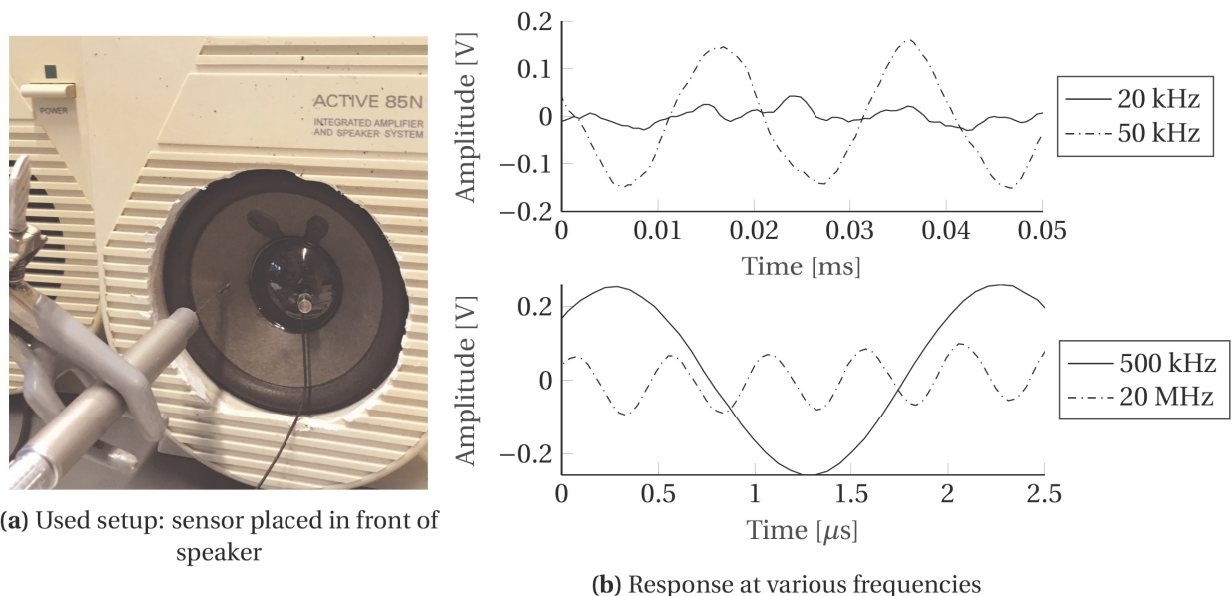 POWER
ACTIVE 85N
INTEGRATED AMPLIFIER
AND SPEAKER SYSTEM
(a) Used setup: sensor placed in front of
speaker
Amplitude [V]
0.2
0.1
0
−0.1
−0.2
0 0.01 0.02 0.03 0.04 0.05
Time [ms]
20 kHz
50 kHz
Amplitude [V]
0.2
0
−0.2
0 0.5 1 1.5 2 2.5
Time [μs]
500 kHz
20 MHz
(b) Response at various frequencies